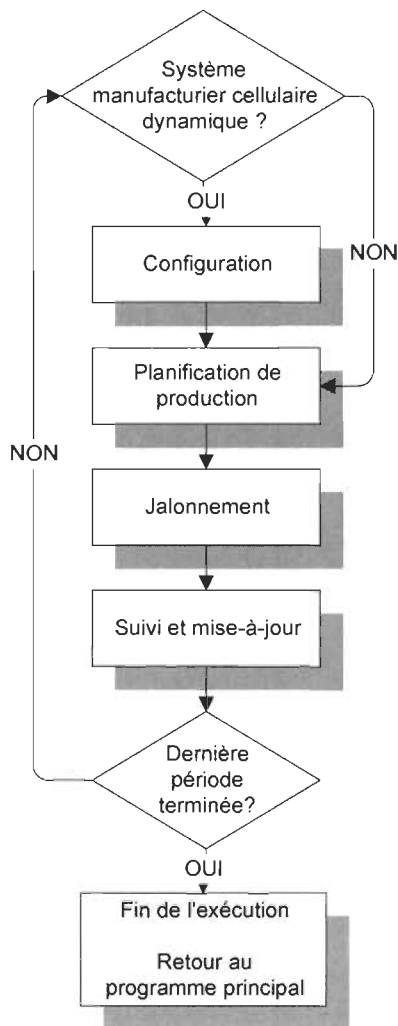 Système
manufacturier cellulaire
dynamique ?
OUI
NON
Configuration
Planification de
production
NON
Jalonnement
Suivi et mise-à-jour
Dernière
période
terminée?
OUI
Fin de l'exécution
Retour au
programme principal